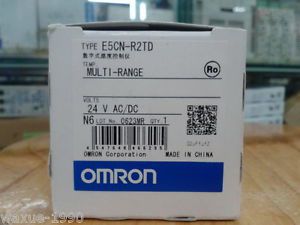 TYPE E5CN-R2TD
数字式温度控制仪
TEMP.
MULTI-RANGE
Ro
VOLTS
24 V AC/DC
N6 LOT No. 0623MR QTY. 1
OMRON Corporation MADE IN CHINA
OMRON
waxue-1990